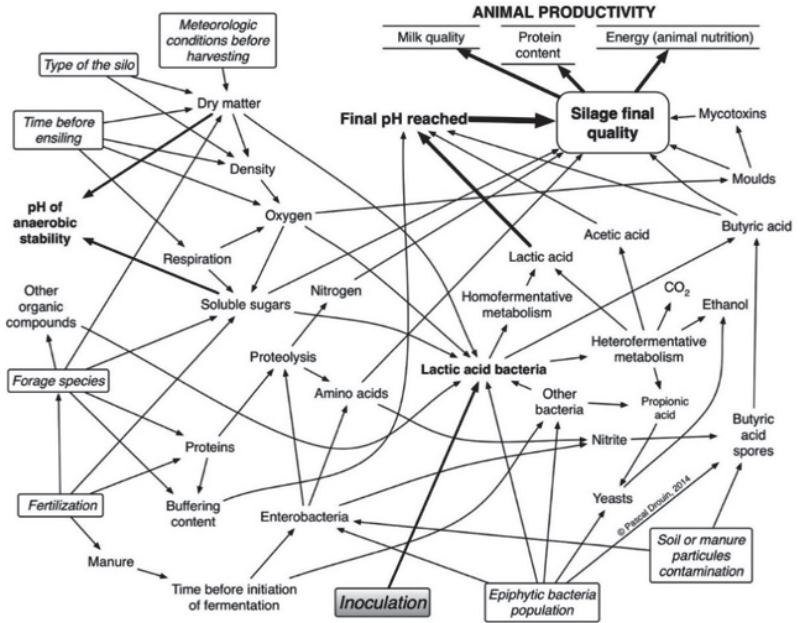 ANIMAL PRODUCTIVITY
Milk quality
Protein
content
Energy (animal nutrition)
Meteorologic
conditions before
harvesting
Type of the silo
Dry matter
Time before
ensiling
Final pH reached
Silage final
quality
Mycotoxins
Density
Moulds
pH of
anaerobic
stability
Oxygen
Respiration
Acetic acid
Butyric acid
Lactic acid
Other
organic
compounds
Soluble sugars
Nitrogen
Homofermentative
metabolism
CO2
Ethanol
Heterofermentative
metabolism
Proteolysis
Lactic acid bacteria
Forage species
Amino acids
Other
bacteria
Propionic
acid
Butyric
acid
spores
Proteins
Nitrite
Fertilization
Buffering
content
Enterobacteria
Yeasts
© Pascal Drouin, 2014
Soil or manure
particules
contamination
Manure
Time before initiation
of fermentation
Inoculation
Epiphytic bacteria
population